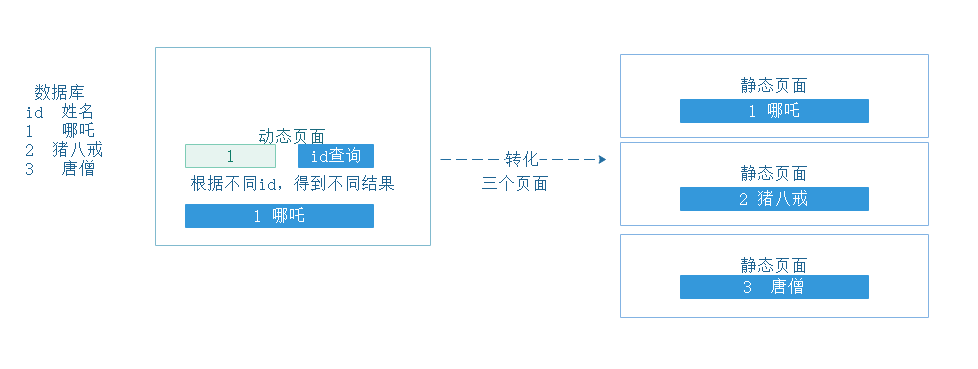 数据库
id 姓名
1 哪吒
2 猪八戒
3 唐僧
动态页面
1
id查询
根据不同id, 得到不同结果
1 哪吒
转化
三个页面
静态页面
1 哪吒
静态页面
2 猪八戒
静态页面
3 唐僧